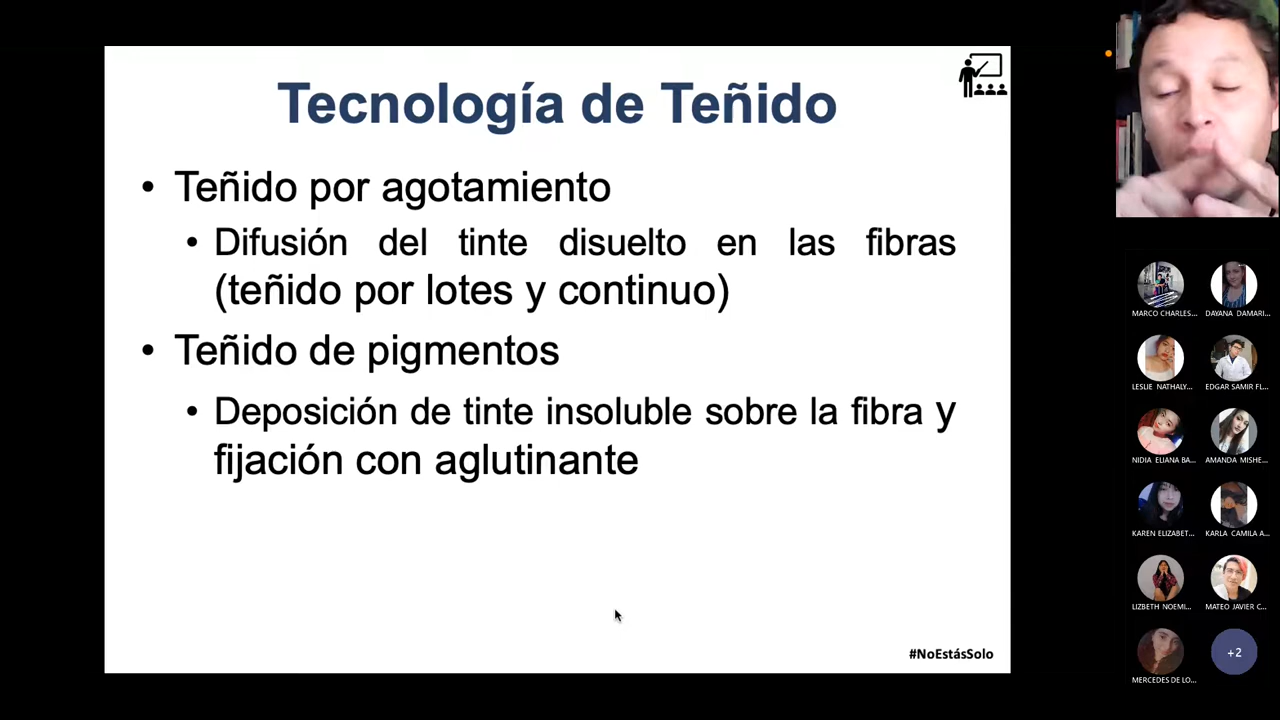 Tecnología de Teñido
• Teñido por agotamiento
• Difusión del tinte disuelto en las fibras
(teñido por lotes y continuo)
• Teñido de pigmentos
• Deposición de tinte insoluble sobre la fibra y
fijación con aglutinante
#NoEstásSolo
MARCO CHARLES...
DAYANA DAMARI...
LESLIE NATHALY...
EDGAR SAMIR FL...
NIDIA ELIANA BA...
AMANDA MISHE...
KAREN ELIZABET...
KARLA CAMILA A...
LIZBETH NOEMI...
MATEO JAVIER C...
MERCEDES DE LO...
+2